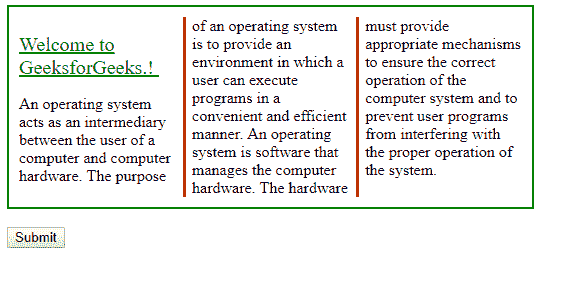 Welcome to
GeeksforGeeks.!
An operating system
acts as an intermediary
between the user of a
computer and computer
hardware. The purpose
of an operating system
is to provide an
environment in which a
user can execute
programs in a
convenient and efficient
manner. An operating
system is software that
manages the computer
hardware. The hardware
must provide
appropriate mechanisms
to ensure the correct
operation of the
computer system and to
prevent user programs
from interfering with
the proper operation of
the system.
Submit